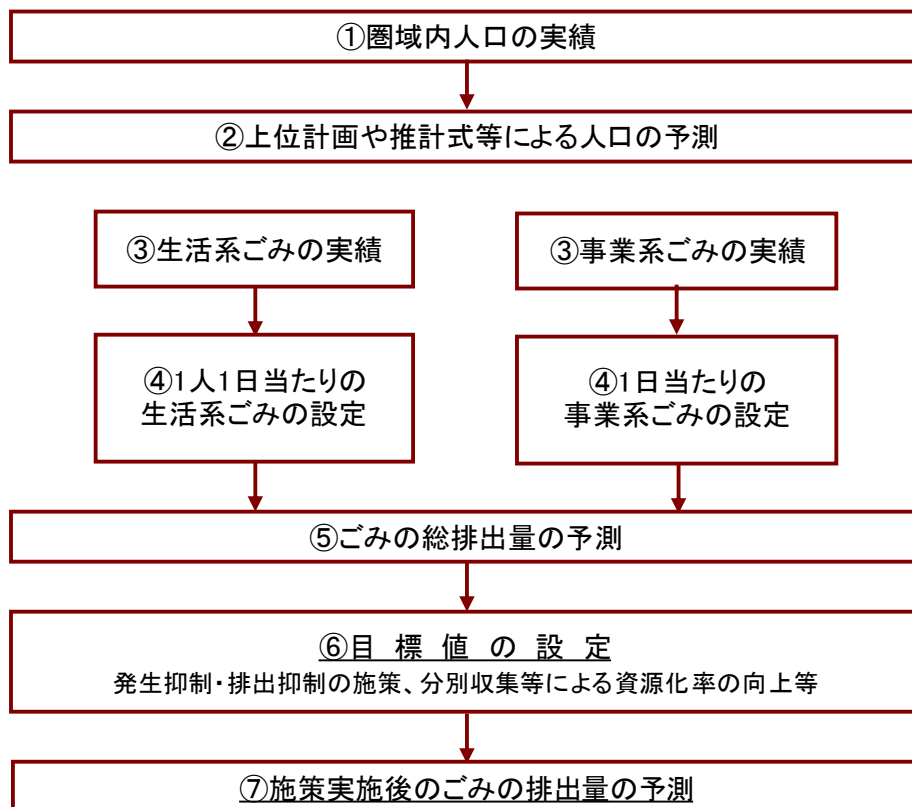 ①圏域内人口の実績
②上位計画や推計式等による人口の予測
③生活系ごみの実績
③事業系ごみの実績
④1人1日当たりの
生活系ごみの設定
④1日当たりの
事業系ごみの設定
⑤ごみの総排出量の予測
⑥目 標 値 の 設 定
発生抑制・排出抑制の施策、分別収集等による資源化率の向上等
⑦施策実施後のごみの排出量の予測